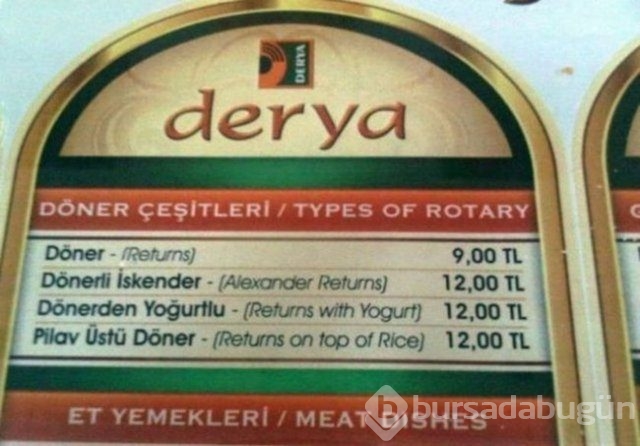 DERYA
derya
DÖNER ÇEŞİTLERİ / TYPES OF ROTARY
Döner - (Returns) 9,00 TL
Dönerli İskender - (Alexander Returns) 12,00 TL
Dönerden Yoğurtlu - (Returns with Yogurt) 12,00 TL
Pilav Üstü Döner - (Returns on top of Rice) 12,00 TL
ET YEMEKLERİ / MEAT DISHES
b bursadabugün